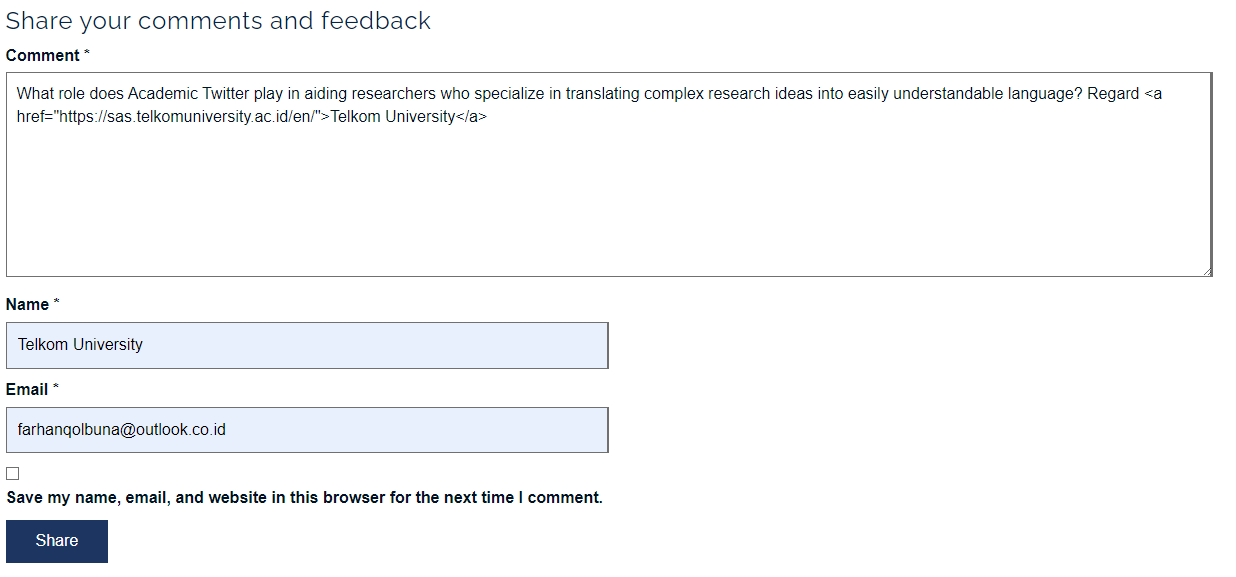 Share your comments and feedback
Comment *
What role does Academic Twitter play in aiding researchers who specialize in translating complex research ideas into easily understandable language? Regard <a
href="https://sas.telkomuniversity.ac.id/en/">Telkom University</a>
Name *
Telkom University
Email *
farhanqolbuna@outlook.co.id
Save my name, email, and website in this browser for the next time I comment.
Share